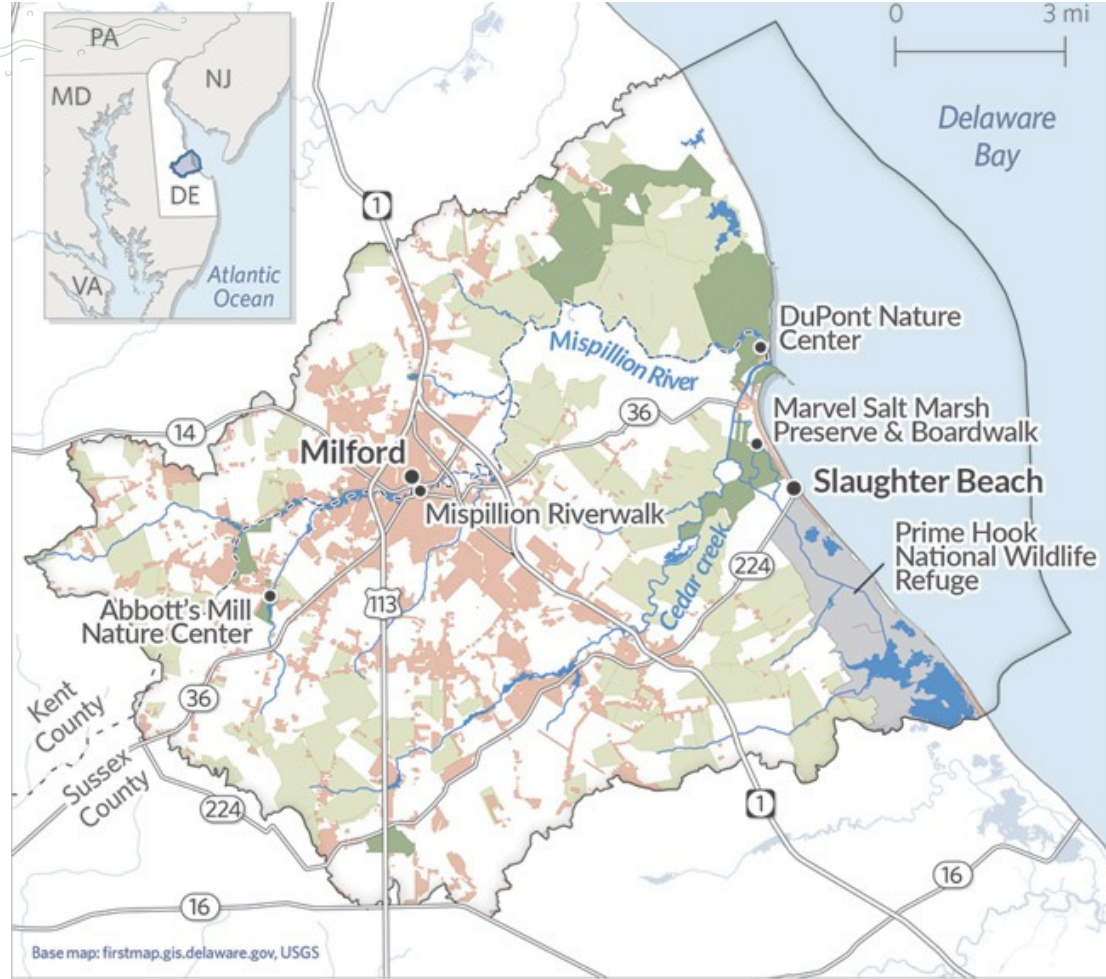 PA
NJ
MD
DE
VA
Atlantic
Ocean
0 3 mi
Delaware
Bay
1
DuPont Nature
Center
Mispillion River
36
Marvel Salt Marsh
Preserve & Boardwalk
14
Milford
Slaughter Beach
Mispillion Riverwalk
Prime Hook
National Wildlife
Refuge
Cedar creek
224
Abbott's Mill
Nature Center
113
36
Kent
County
Sussex
County
224
1
16
16
Base map: firstmap.gis.delaware.gov, USGS